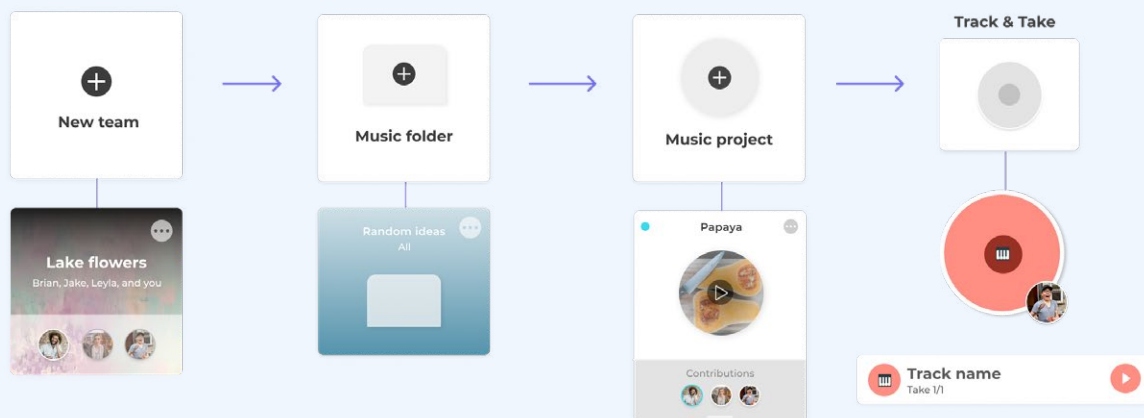 New team
Music folder
Music project
Track & Take
Lake flowers
Brian, Jake, Leyla, and you
Random ideas
All
Papaya
Contributions
Track name
Take 1/1